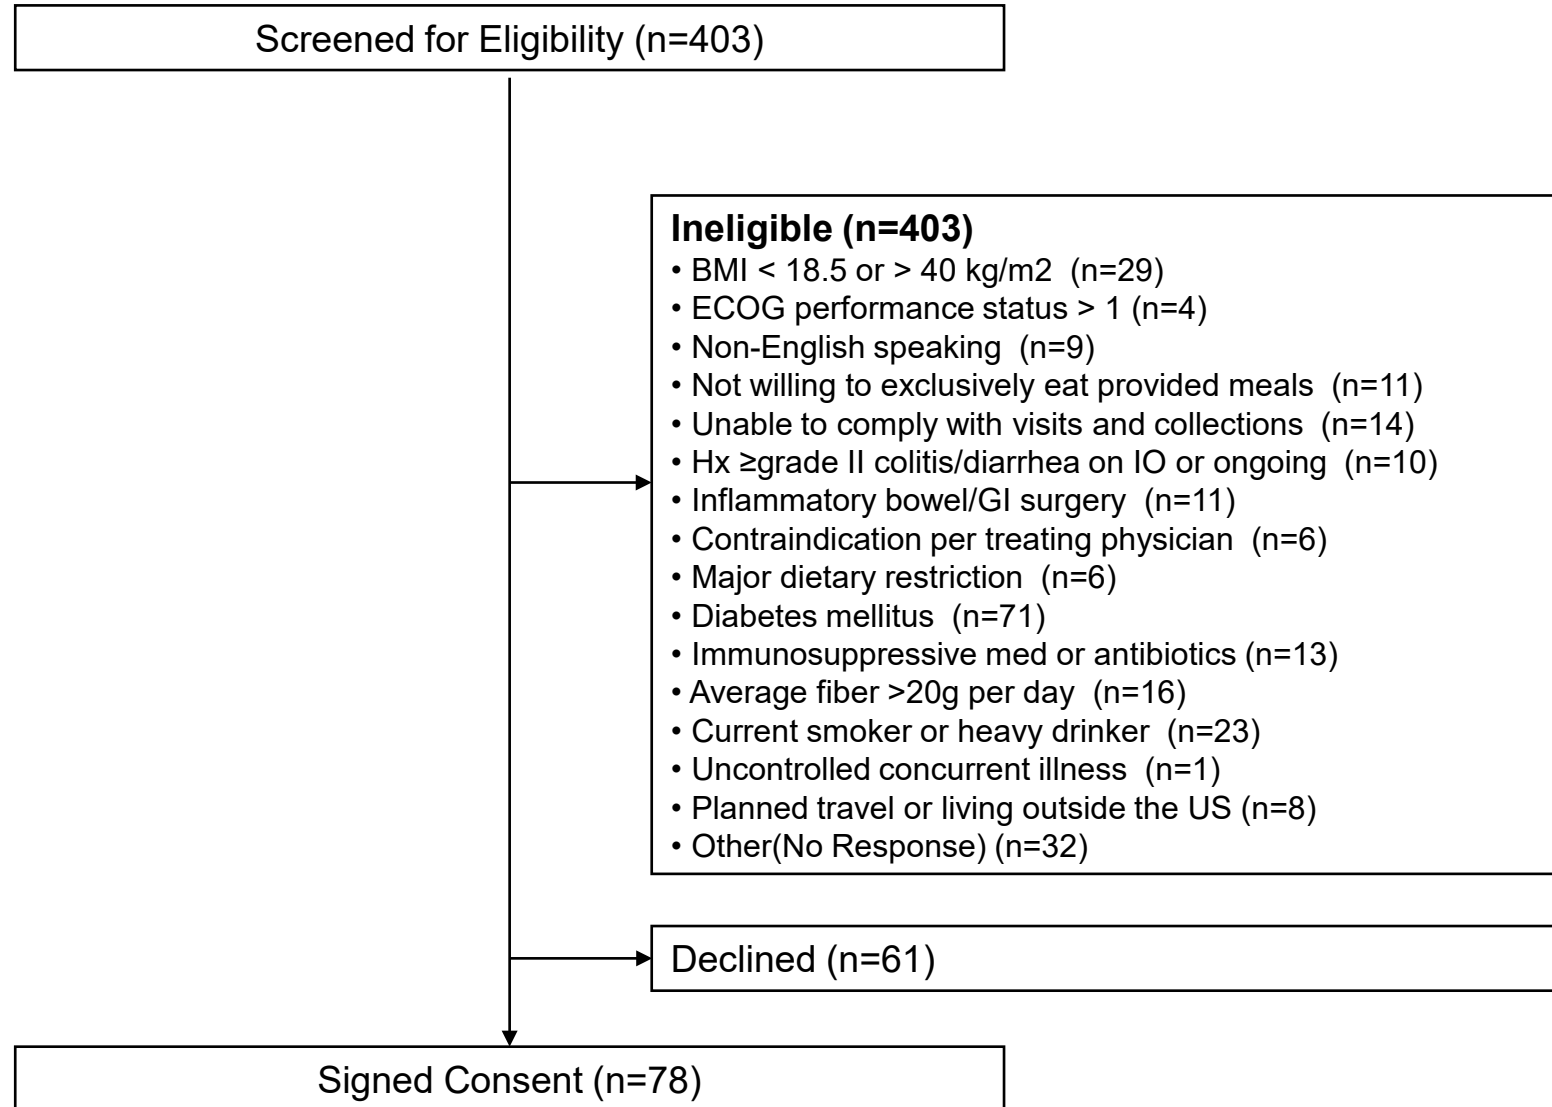 Screened for Eligibility (n=403)
Ineligible (n=403)
• BMI < 18.5 or > 40 kg/m2 (n=29)
• ECOG performance status > 1 (n=4)
• Non-English speaking (n=9)
• Not willing to exclusively eat provided meals (n=11)
• Unable to comply with visits and collections (n=14)
• Hx ≥grade II colitis/diarrhea on IO or ongoing (n=10)
• Inflammatory bowel/GI surgery (n=11)
• Contraindication per treating physician (n=6)
• Major dietary restriction (n=6)
• Diabetes mellitus (n=71)
• Immunosuppressive med or antibiotics (n=13)
• Average fiber >20g per day (n=16)
• Current smoker or heavy drinker (n=23)
• Uncontrolled concurrent illness (n=1)
• Planned travel or living outside the US (n=8)
• Other(No Response) (n=32)
Declined (n=61)
Signed Consent (n=78)